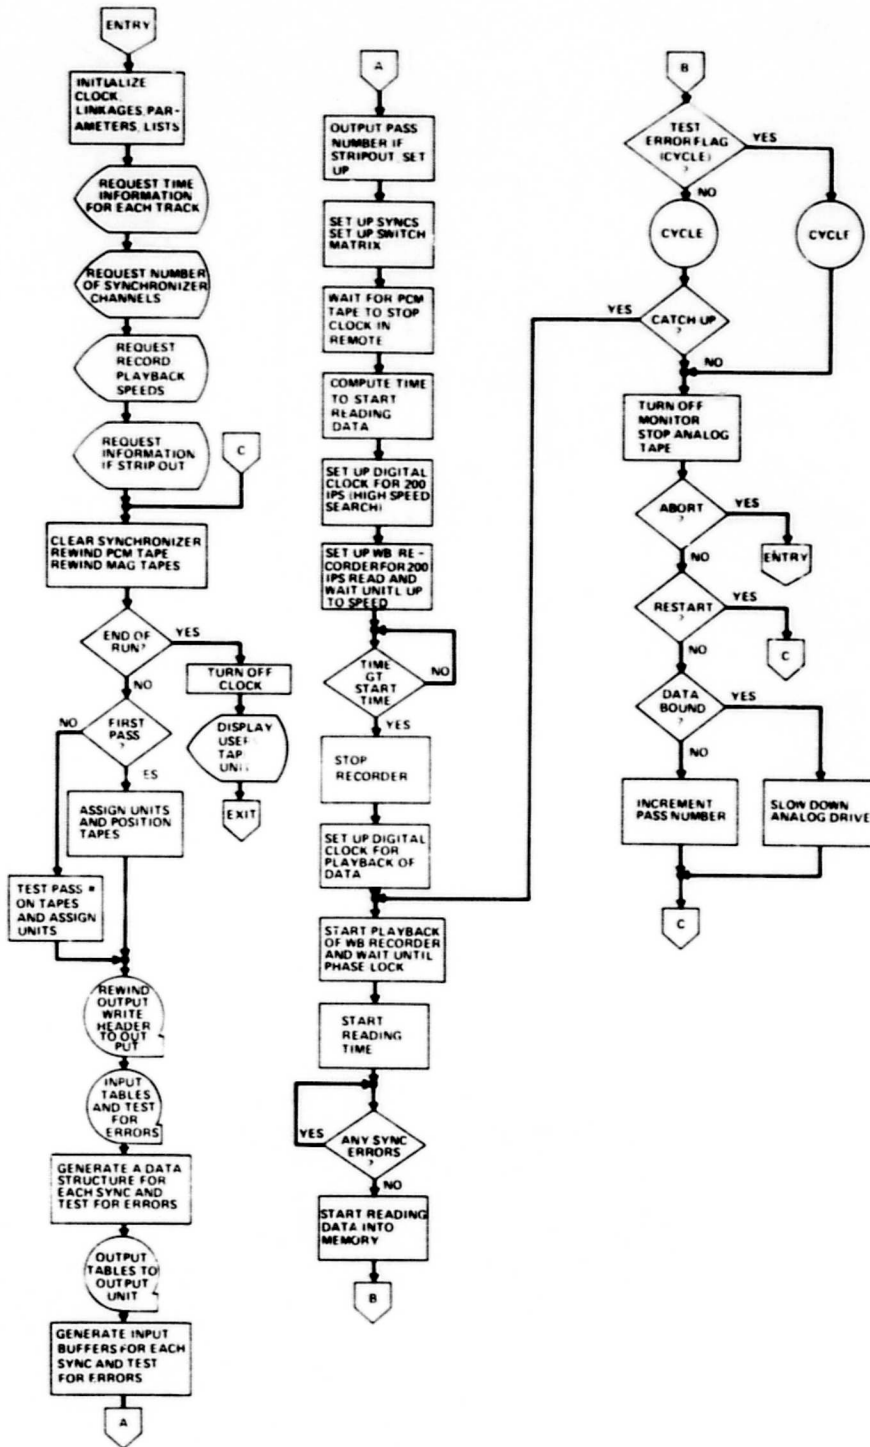 ENTRY
INITIALIZE
CLOCK,
LINKAGES, PAR-
AMETERS, LISTS
REQUEST TIME
INFORMATION
FOR EACH TRACK
REQUEST NUMBER
OF SYNCHRONIZER
CHANNELS
REQUEST
RECORD
PLAYBACK
SPEEDS
REQUEST
INFORMATION
IF STRIP OUT
C
CLEAR SYNCHRONIZER
REWIND PCM TAPE
REWIND MAG TAPES
END OF
RUN?
YES
NO
TURN OFF
CLOCK
DISPLAY
USERS
TAPE
UNIT
EXIT
FIRST
PASS
?
NO
ES
ASSIGN UNITS
AND POSITION
TAPES
TEST PASS #
ON TAPES
AND ASSIGN
UNITS
REWIND
OUTPUT
WRITE
HEADER
TO OUT
PUT
INPUT
TABLES
AND TEST
FOR
ERRORS
GENERATE A DATA
STRUCTURE FOR
EACH SYNC AND
TEST FOR ERRORS
OUTPUT
TABLES TO
OUTPUT
UNIT
GENERATE INPUT
BUFFERS FOR EACH
SYNC AND TEST
FOR ERRORS
A
A
OUTPUT PASS
NUMBER IF
STRIPOUT, SET
UP
SET UP SYNCS
SET UP SWITCH
MATRIX
WAIT FOR PCM
TAPE TO STOP
CLOCK IN
REMOTE
COMPUTE TIME
TO START
READING
DATA
SET UP DIGITAL
CLOCK FOR 200
IPS (HIGH SPEED
SEARCH)
SET UP WB RE-
CORDER FOR 200
IPS READ AND
WAIT UNITL UP
TO SPEED
TIME
GT
START
TIME
NO
YES
STOP
RECORDER
SET UP DIGITAL
CLOCK FOR
PLAYBACK OF
DATA
START PLAYBACK
OF WB RECORDER
AND WAIT UNTIL
PHASE LOCK
START
READING
TIME
YES
ANY SYNC
ERRORS
?
NO
START READING
DATA INTO
MEMORY
B
B
TEST
ERROR FLAG
(CYCLE)
?
YES
NO
CYCLE
CYCLE
YES
CATCH UP
?
NO
TURN OFF
MONITOR
STOP ANALOG
TAPE
ABORT
?
YES
ENTRY
NO
RESTART
?
YES
C
NO
DATA
BOUND
?
YES
NO
INCREMENT
PASS NUMBER
SLOW DOWN
ANALOG DRIVE
C